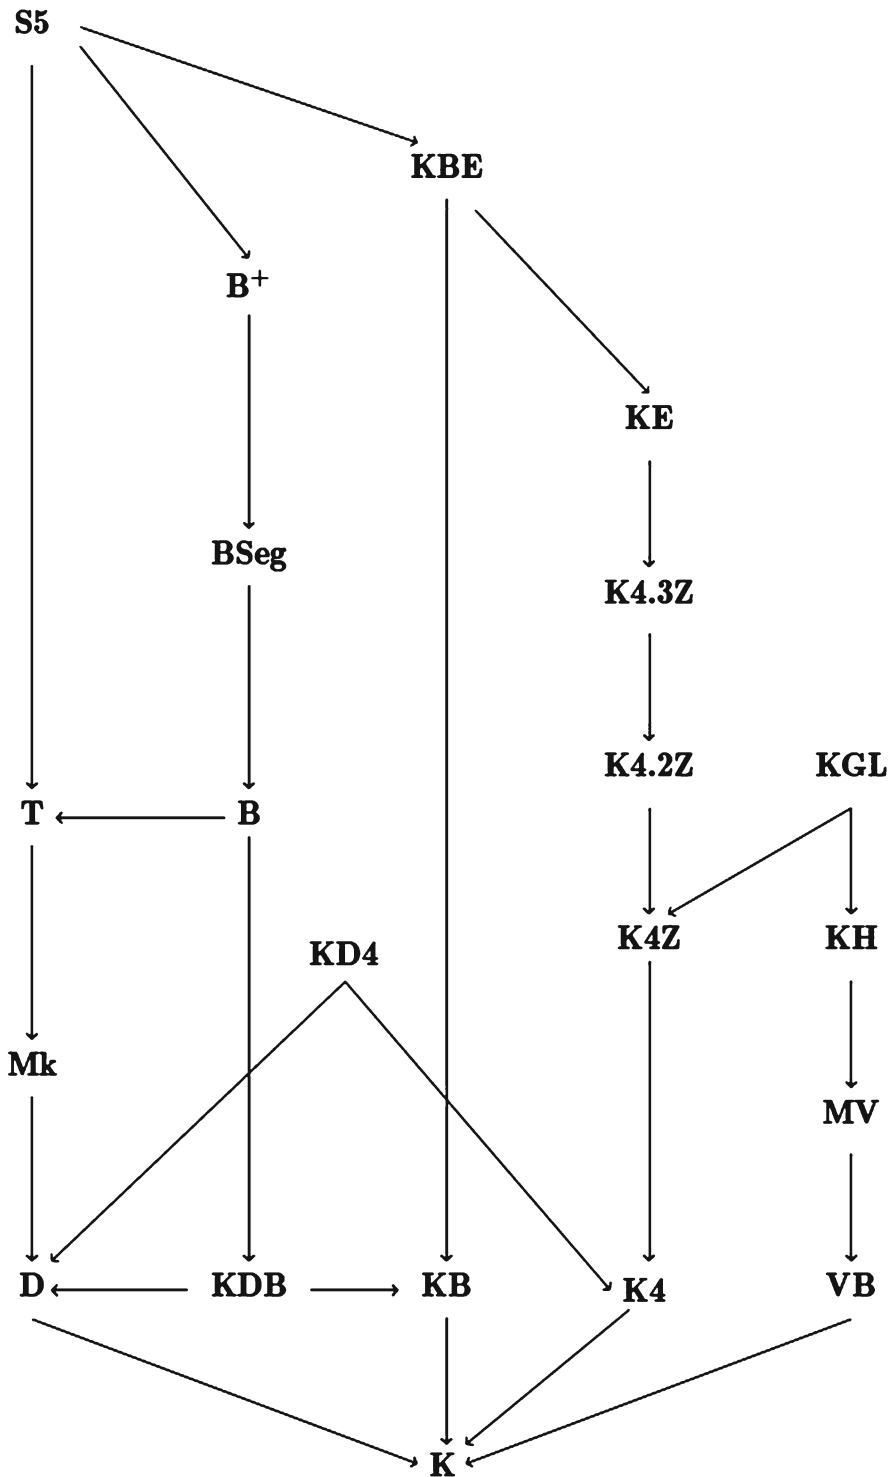 S5
KBE
B+
KE
BSeg
K4.3Z
K4.2Z KGL
T B
K4Z KH
KD4
Mk
MV
D KDB KB K4 VB
K